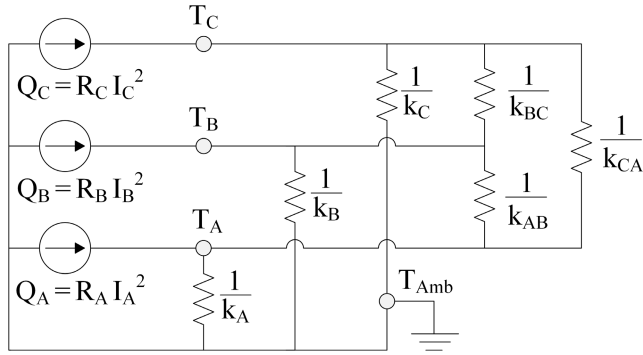 T_C
Q_C = R_C I_C^2
1/k_C
1/k_BC
1/k_CA
T_B
Q_B = R_B I_B^2
1/k_B
1/k_AB
T_A
Q_A = R_A I_A^2
1/k_A
T_Amb